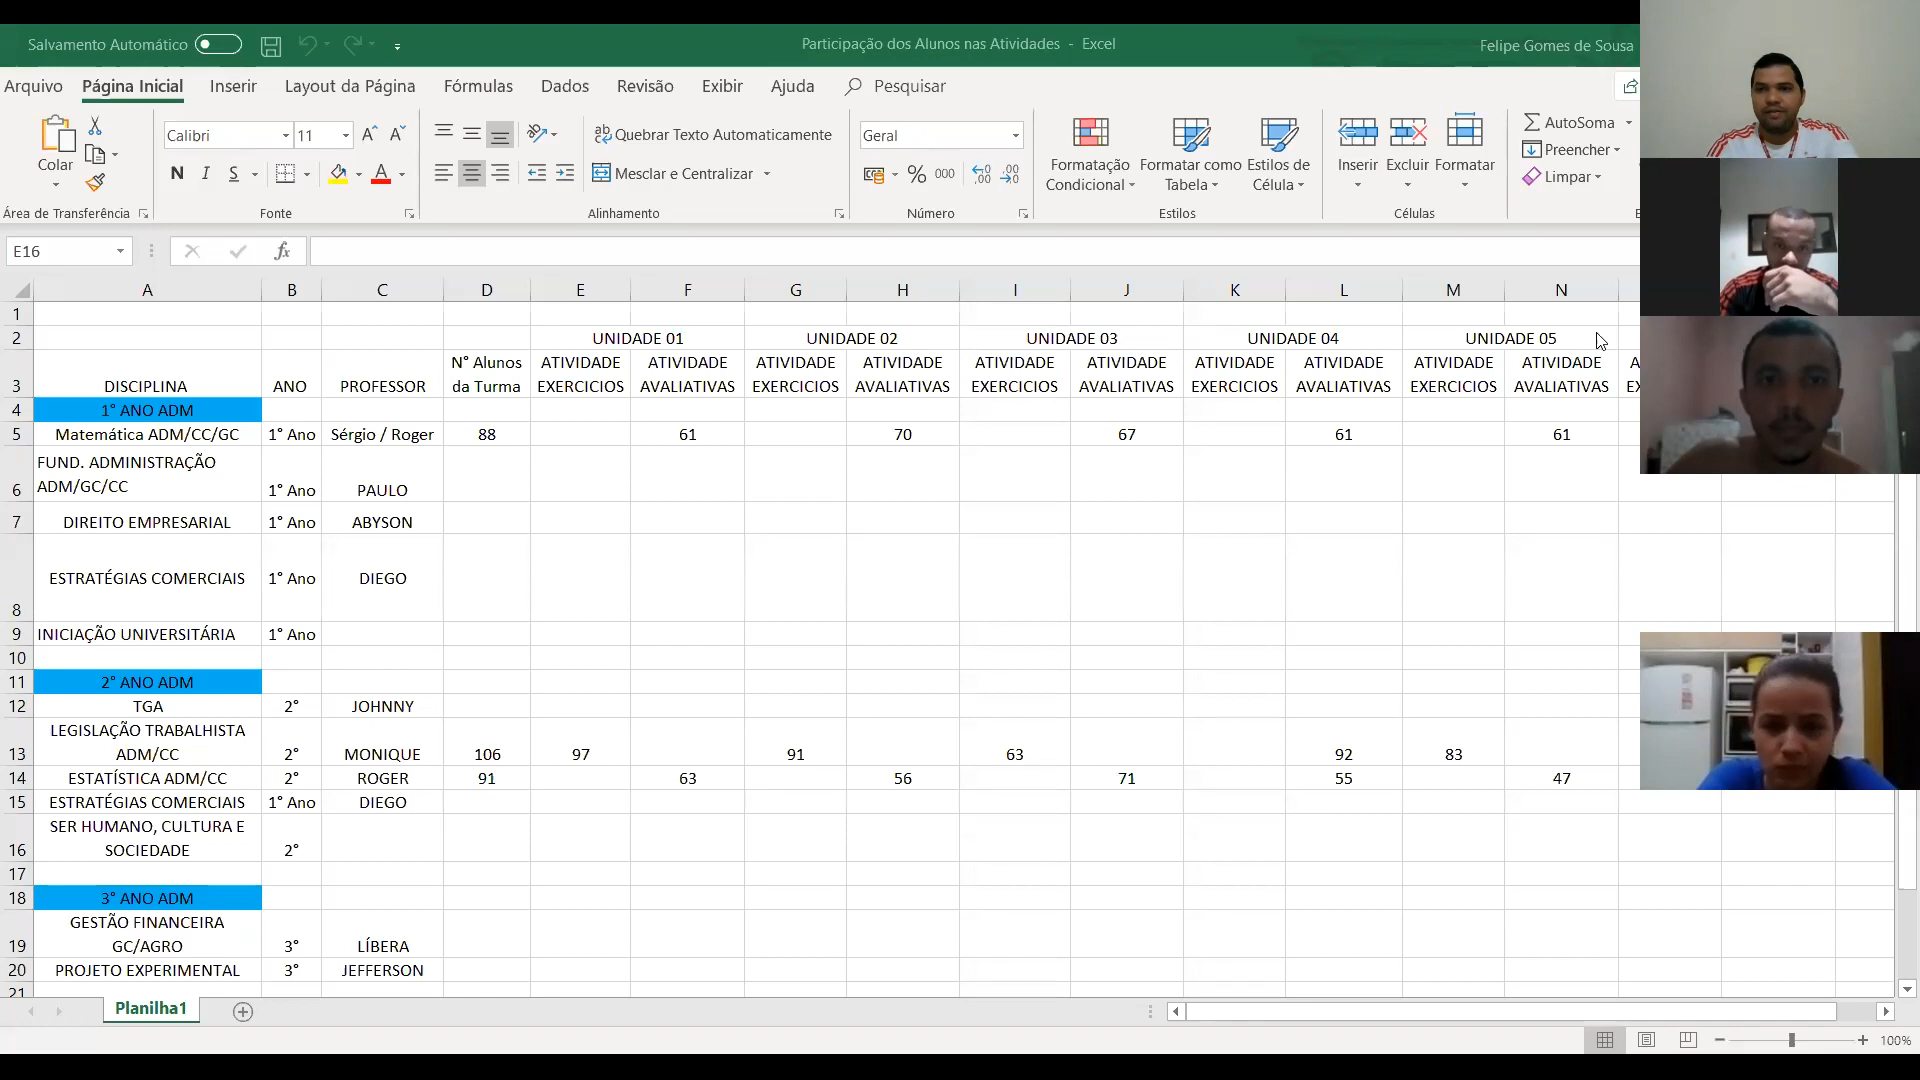 Salvamento Automático
Participação dos Alunos nas Atividades - Excel
Felipe Gomes de Sousa
Arquivo Página Inicial Inserir Layout da Página Fórmulas Dados Revisão Exibir Ajuda Pesquisar
Colar
Área de Transferência
Calibri 11
N I S
Fonte
Quebrar Texto Automaticamente
Mesclar e Centralizar
Alinhamento
Geral
% 000
Número
Formatação Condicional
Formatar como Tabela
Estilos de Célula
Estilos
Inserir Excluir Formatar
Células
AutoSoma
Preencher
Limpar
E16
fx
A B C D E F G H I J K L M N
1
2 UNIDADE 01 UNIDADE 02 UNIDADE 03 UNIDADE 04 UNIDADE 05
N° Alunos ATIVIDADE ATIVIDADE ATIVIDADE ATIVIDADE ATIVIDADE ATIVIDADE ATIVIDADE ATIVIDADE ATIVIDADE ATIVIDADE A
3 DISCIPLINA ANO PROFESSOR da Turma EXERCICIOS AVALIATIVAS EXERCICIOS AVALIATIVAS EXERCICIOS AVALIATIVAS EXERCICIOS AVALIATIVAS EXERCICIOS AVALIATIVAS EX
4 1° ANO ADM
5 Matemática ADM/CC/GC 1° Ano Sérgio / Roger 88 61 70 67 61 61
FUND. ADMINISTRAÇÃO
6 ADM/GC/CC 1° Ano PAULO
7 DIREITO EMPRESARIAL 1° Ano ABYSON
8 ESTRATÉGIAS COMERCIAIS 1° Ano DIEGO
9 INICIAÇÃO UNIVERSITÁRIA 1° Ano
10
11 2° ANO ADM
12 TGA 2° JOHNNY
LEGISLAÇÃO TRABALHISTA
13 ADM/CC 2° MONIQUE 106 97 91 63 92 83
14 ESTATÍSTICA ADM/CC 2° ROGER 91 63 56 71 55 47
15 ESTRATÉGIAS COMERCIAIS 1° Ano DIEGO
SER HUMANO, CULTURA E
16 SOCIEDADE 2°
17
18 3° ANO ADM
GESTÃO FINANCEIRA
19 GC/AGRO 3° LÍBERA
20 PROJETO EXPERIMENTAL 3° JEFFERSON
21
Planilha1
100%